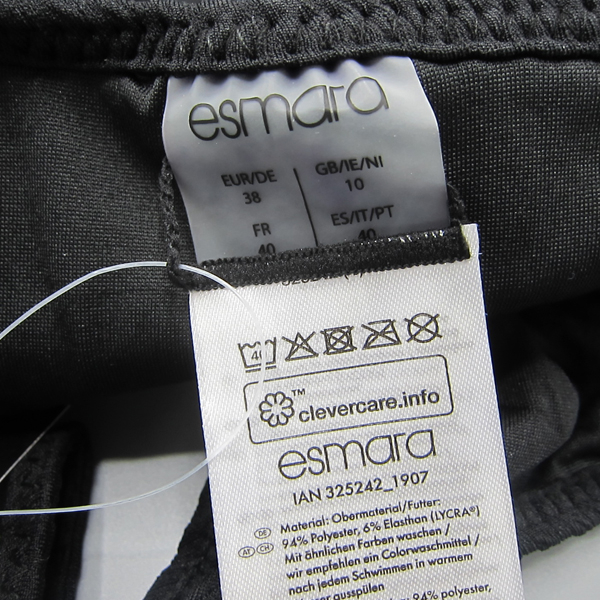 esmara
EUR/DE
38
GB/IE/NI
10
FR
40
ES/IT/PT
40
40
™
clevercare.info
esmara
IAN 325242_1907
DE AT CH
Material: Obermaterial/Futter:
94% Polyester, 6% Elasthan (LYCRA®)
Mit ähnlichen Farben waschen /
wir empfehlen ein Colorwaschmittel /
nach jedem Schwimmen in warmem
ausspülen
94% polyester,